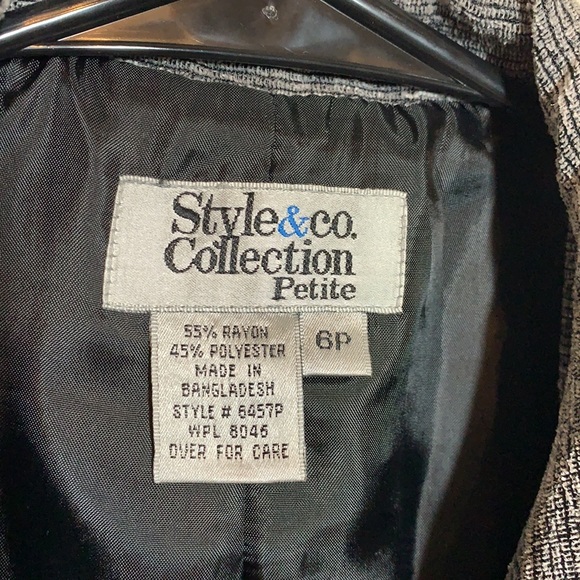 Style&co.
Collection
Petite
55% RAYON
45% POLYESTER
MADE IN
BANGLADESH
STYLE # 6457P
WPL 8046
OVER FOR CARE
6P